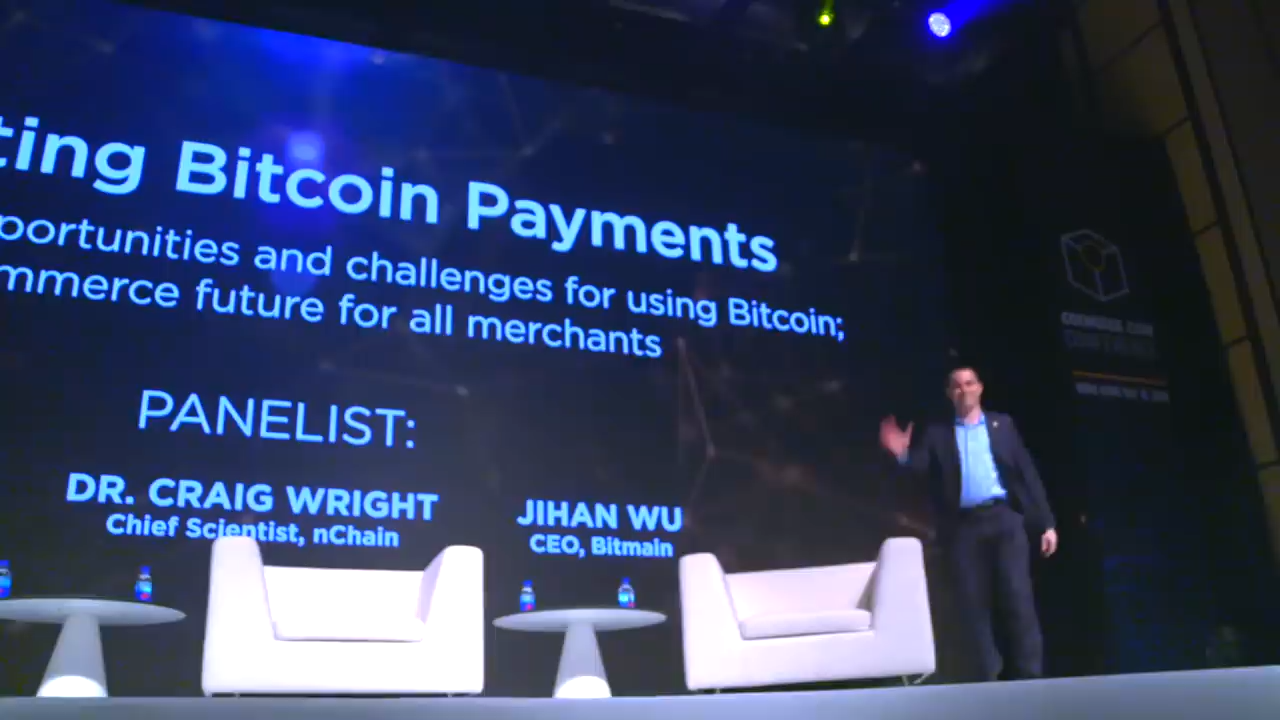 ting Bitcoin Payments
portunities and challenges for using Bitcoin;
mmerce future for all merchants
PANELIST:
DR. CRAIG WRIGHT
Chief Scientist, nChain
JIHAN WU
CEO, Bitmain